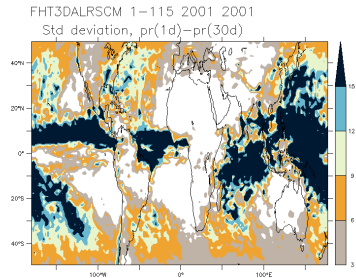 FHT3DALRSCM 1-115 2001 2001
Std deviation, pr(1d)-pr(30d)
40°N
20°N
0°
20°S
40°S
100°W
0°
100°E
15
12
9
6
3